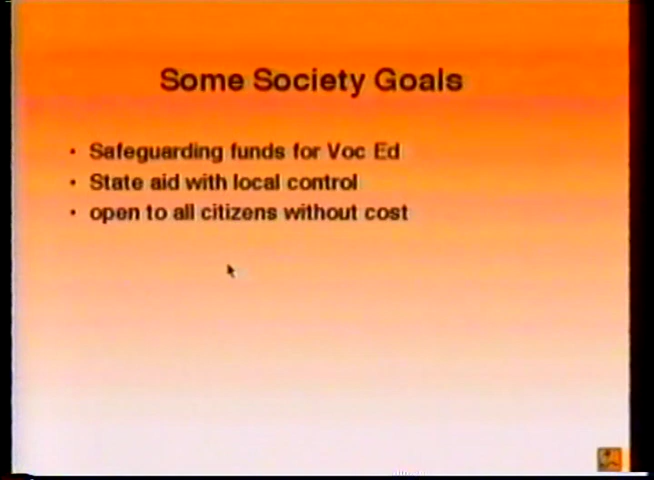 Some Society Goals
• Safeguarding funds for Voc Ed
• State aid with local control
• open to all citizens without cost